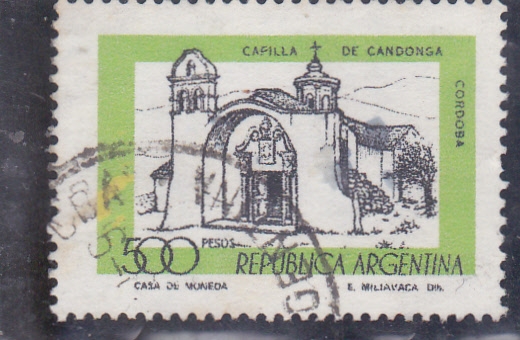 CAPILLA DE CANDONGA
CORDOBA
500 PESOS
REPUBLICA ARGENTINA
CASA DE MONEDA E. MILIAVACA DIB.